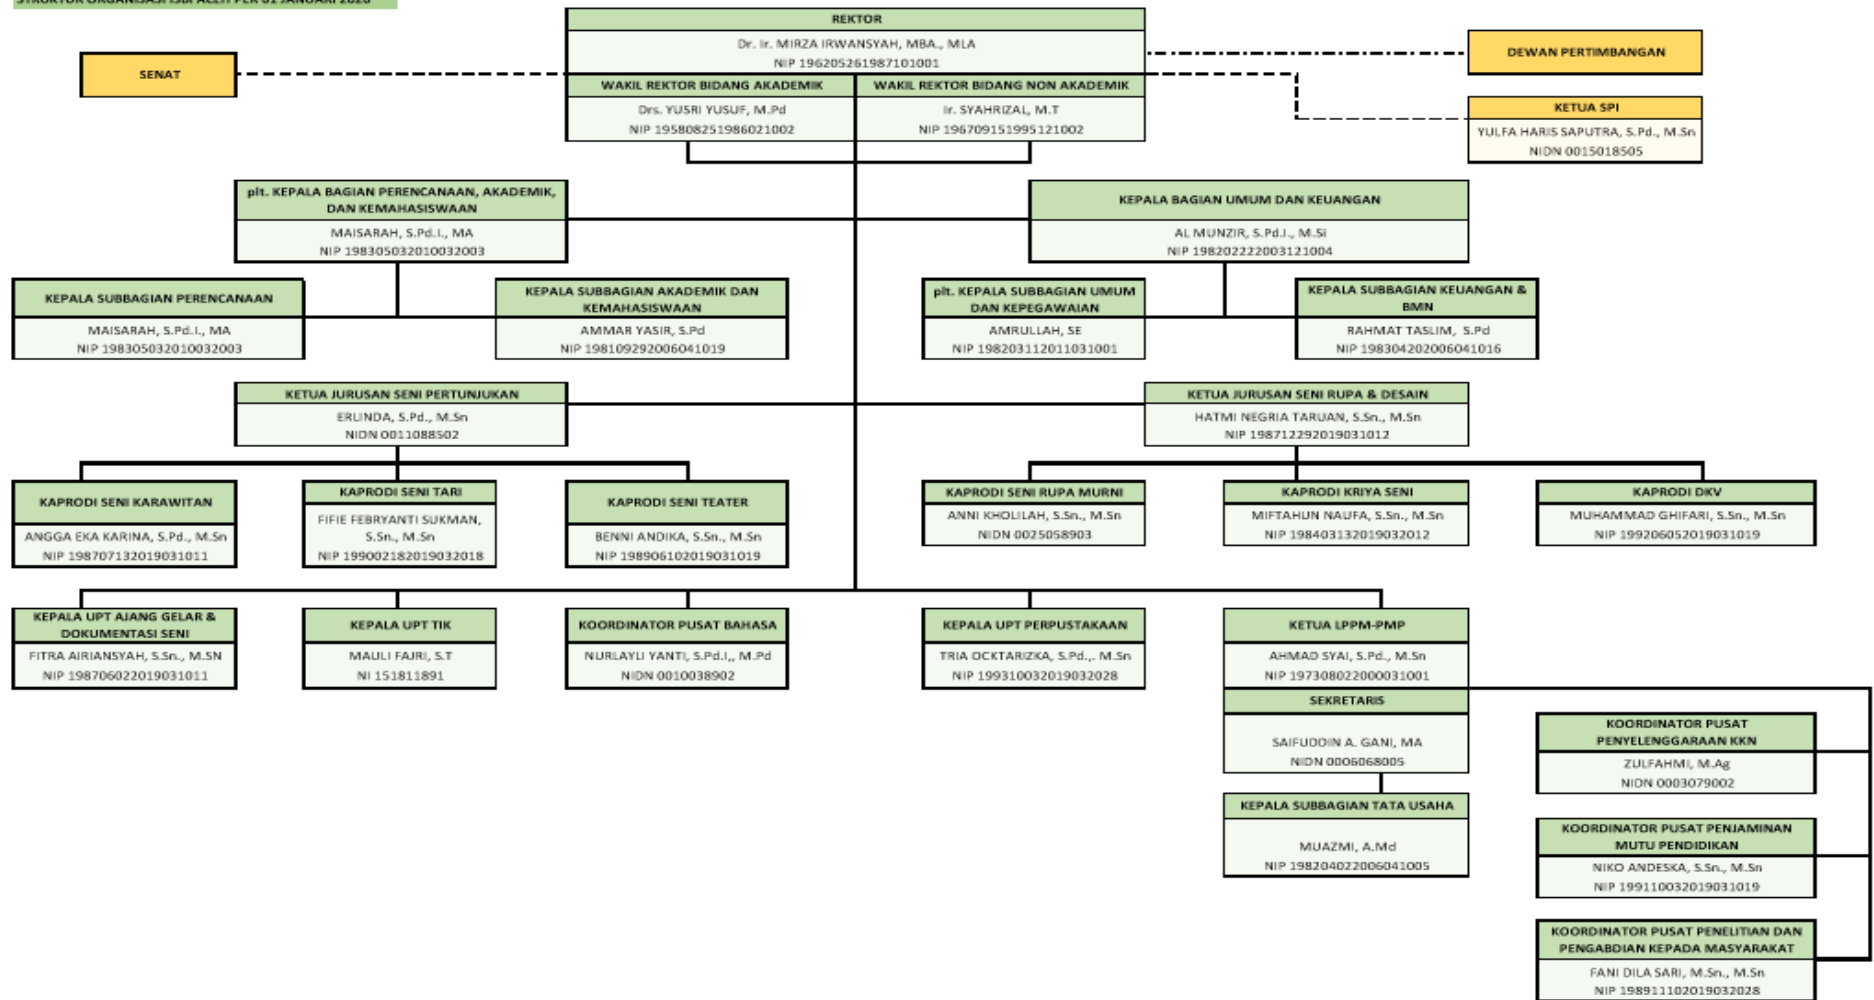 STRUKTUR ORGANISASI ISBI ACEH PER 01 JANUARI 2020
REKTOR
Dr. Ir. MIRZA IRWANSYAH, MBA., MLA
NIP 196205261987101001
SENAT
DEWAN PERTIMBANGAN
WAKIL REKTOR BIDANG AKADEMIK
Drs. YUSRI YUSUF, M.Pd
NIP 195808251986021002
WAKIL REKTOR BIDANG NON AKADEMIK
Ir. SYAHRIZAL, M.T
NIP 196709151995121002
KETUA SPI
YULFA HARIS SAPUTRA, S.Pd., M.Sn
NIDN 0015018505
plt. KEPALA BAGIAN PERENCANAAN, AKADEMIK,
DAN KEMAHASISWAAN
MAISARAH, S.Pd.I., MA
NIP 198305032010032003
KEPALA BAGIAN UMUM DAN KEUANGAN
AL MUNZIR, S.Pd.I., M.Si
NIP 198202222003121004
KEPALA SUBBAGIAN PERENCANAAN
MAISARAH, S.Pd.I., MA
NIP 198305032010032003
KEPALA SUBBAGIAN AKADEMIK DAN
KEMAHASISWAAN
AMMAR YASIR, S.Pd
NIP 198109292006041019
plt. KEPALA SUBBAGIAN UMUM
DAN KEPEGAWAIAN
AMRULLAH, SE
NIP 198203112011031001
KEPALA SUBBAGIAN KEUANGAN &
BMN
RAHMAT TASLIM, S.Pd
NIP 198304202006041016
KETUA JURUSAN SENI PERTUNJUKAN
ERLINDA, S.Pd., M.Sn
NIDN 0011088502
KETUA JURUSAN SENI RUPA & DESAIN
HATMI NEGRIA TARUAN, S.Sn., M.Sn
NIP 198712292019031012
KAPRODI SENI KARAWITAN
ANGGA EKA KARINA, S.Pd., M.Sn
NIP 198707132019031011
KAPRODI SENI TARI
FIFIE FEBRYANTI SUKMAN,
S.Sn., M.Sn
NIP 199002182019032018
KAPRODI SENI TEATER
BENNI ANDIKA, S.Sn., M.Sn
NIP 198906102019031019
KAPRODI SENI RUPA MURNI
ANNI KHOLILAH, S.Sn., M.Sn
NIDN 0025058903
KAPRODI KRIYA SENI
MIFTAHUN NAUFA, S.Sn., M.Sn
NIP 198403132019032012
KAPRODI DKV
MUHAMMAD GHIFARI, S.Sn., M.Sn
NIP 199206052019031019
KEPALA UPT AJANG GELAR &
DOKUMENTASI SENI
FITRA AIRIANSYAH, S.Sn., M.SN
NIP 198706022019031011
KEPALA UPT TIK
MAULI FAJRI, S.T
NI 151811891
KOORDINATOR PUSAT BAHASA
NURLAYLI YANTI, S.Pd.I,, M.Pd
NIDN 0010038902
KEPALA UPT PERPUSTAKAAN
TRIA OCKTARIZKA, S.Pd.,. M.Sn
NIP 199310032019032028
KETUA LPPM-PMP
AHMAD SYAI, S.Pd., M.Sn
NIP 197308022000031001
SEKRETARIS
SAIFUDDIN A. GANI, MA
NIDN 0006068005
KEPALA SUBBAGIAN TATA USAHA
MUAZMI, A.Md
NIP 198204022006041005
KOORDINATOR PUSAT
PENYELENGGARAAN KKN
ZULFAHMI, M.Ag
NIDN 0003079002
KOORDINATOR PUSAT PENJAMINAN
MUTU PENDIDIKAN
NIKO ANDESKA, S.Sn., M.Sn
NIP 199110032019031019
KOORDINATOR PUSAT PENELITIAN DAN
PENGABDIAN KEPADA MASYARAKAT
FANI DILA SARI, M.Sn., M.Sn
NIP 198911102019032028